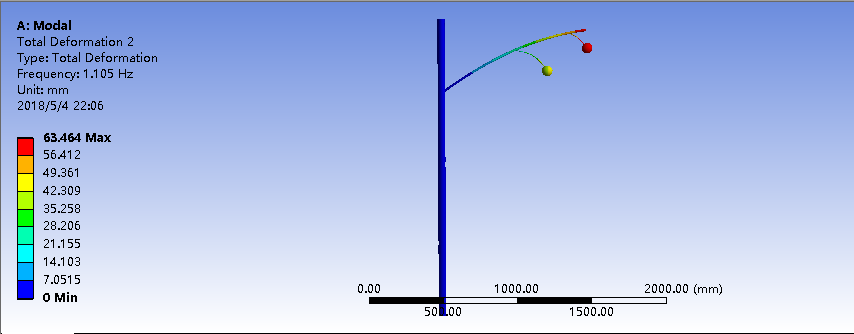 A: Modal
Total Deformation 2
Type: Total Deformation
Frequency: 1.105 Hz
Unit: mm
2018/5/4 22:06
63.464 Max
56.412
49.361
42.309
35.258
28.206
21.155
14.103
7.0515
0 Min
0.00 1000.00 2000.00 (mm)
500.00 1500.00